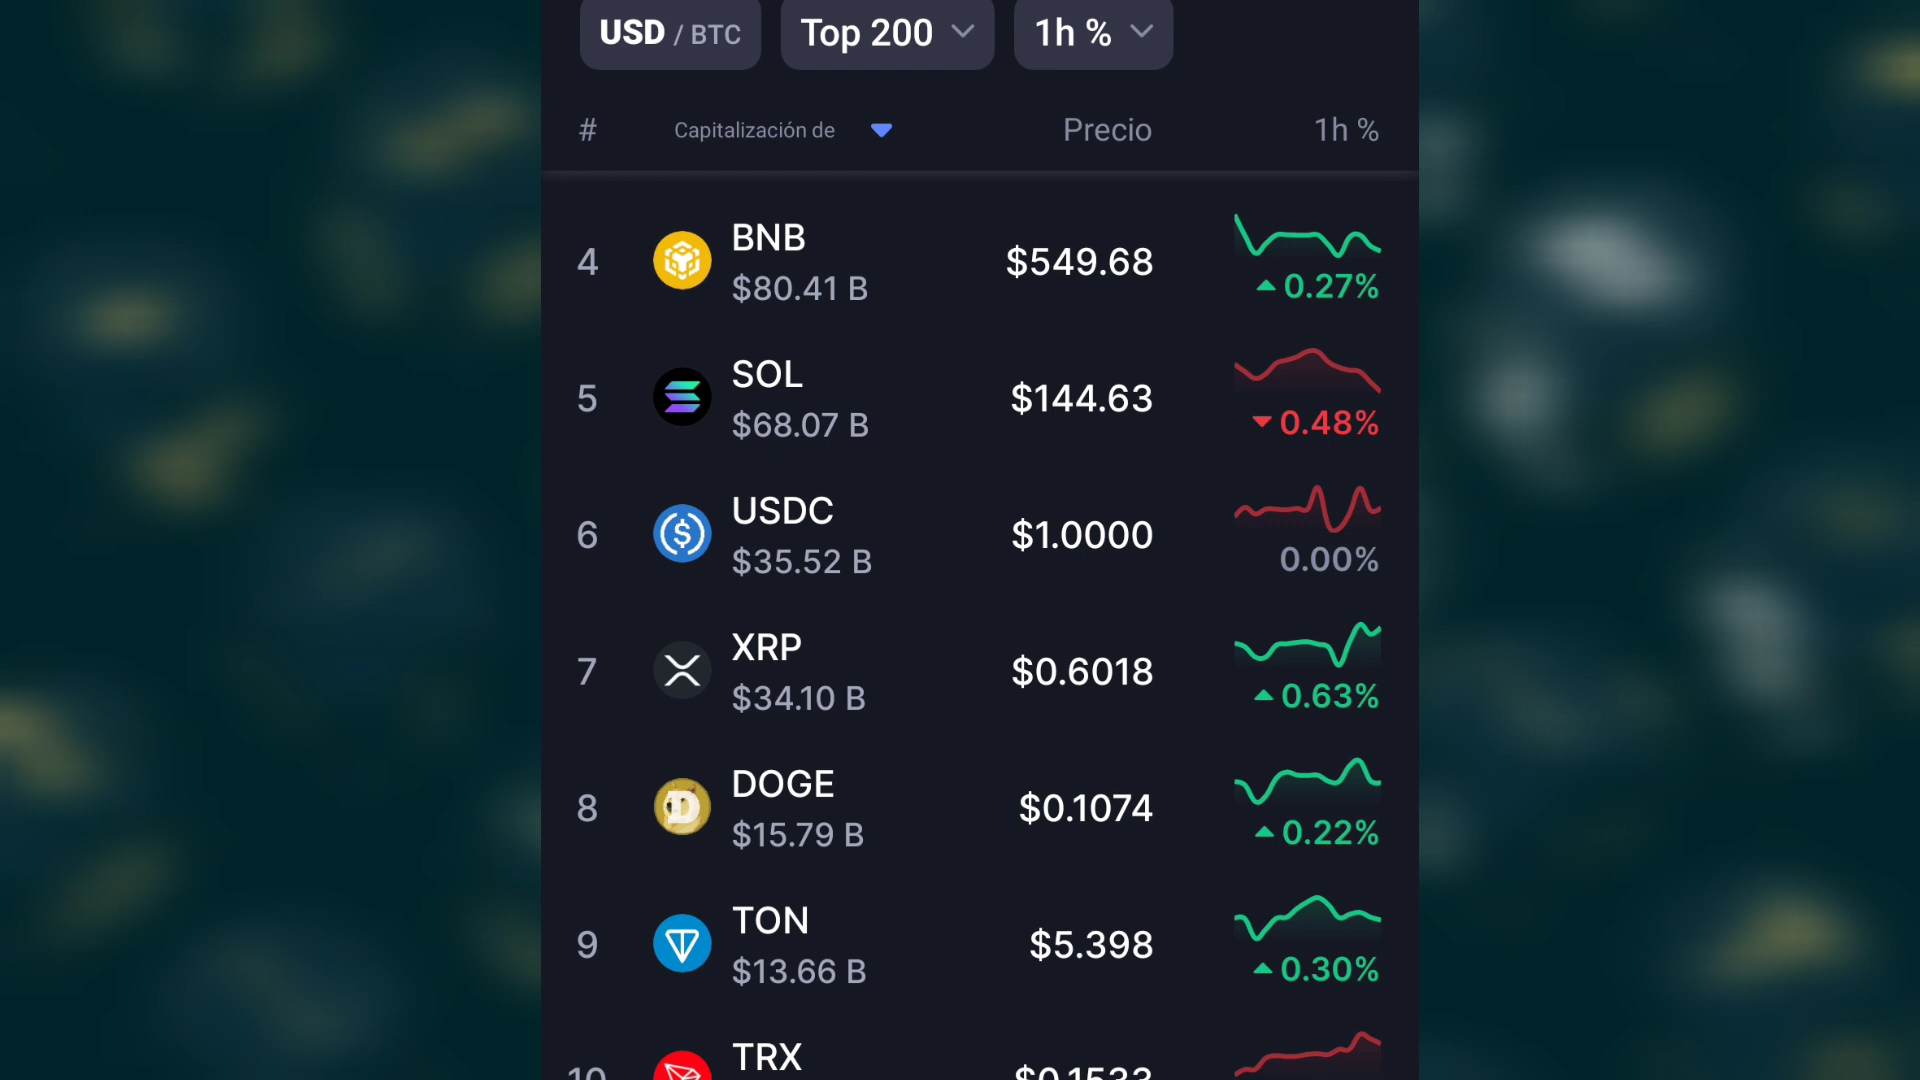 USD / BTC Top 200 1h %
# Capitalización de Precio 1h %
4 BNB $549.68
$80.41 B 0.27%
5 SOL $144.63
$68.07 B 0.48%
6 USDC $1.0000
$35.52 B 0.00%
7 XRP $0.6018
$34.10 B 0.63%
8 DOGE $0.1074
$15.79 B 0.22%
9 TON $5.398
$13.66 B 0.30%
10 TRX $0.1533